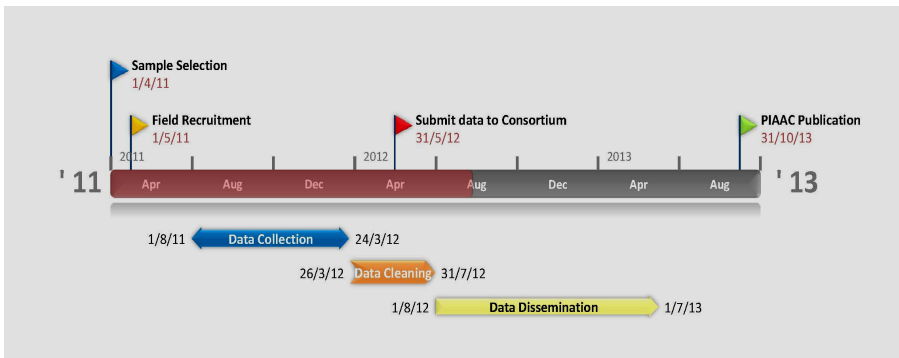 Sample Selection
1/4/11
Field Recruitment
1/5/11
Submit data to Consortium
31/5/12
PIAAC Publication
31/10/13
2011
2012
2013
' 11
Apr
Aug
Dec
Apr
Aug
Dec
Apr
Aug
' 13
1/8/11
Data Collection
24/3/12
26/3/12
Data Cleaning
31/7/12
1/8/12
Data Dissemination
1/7/13